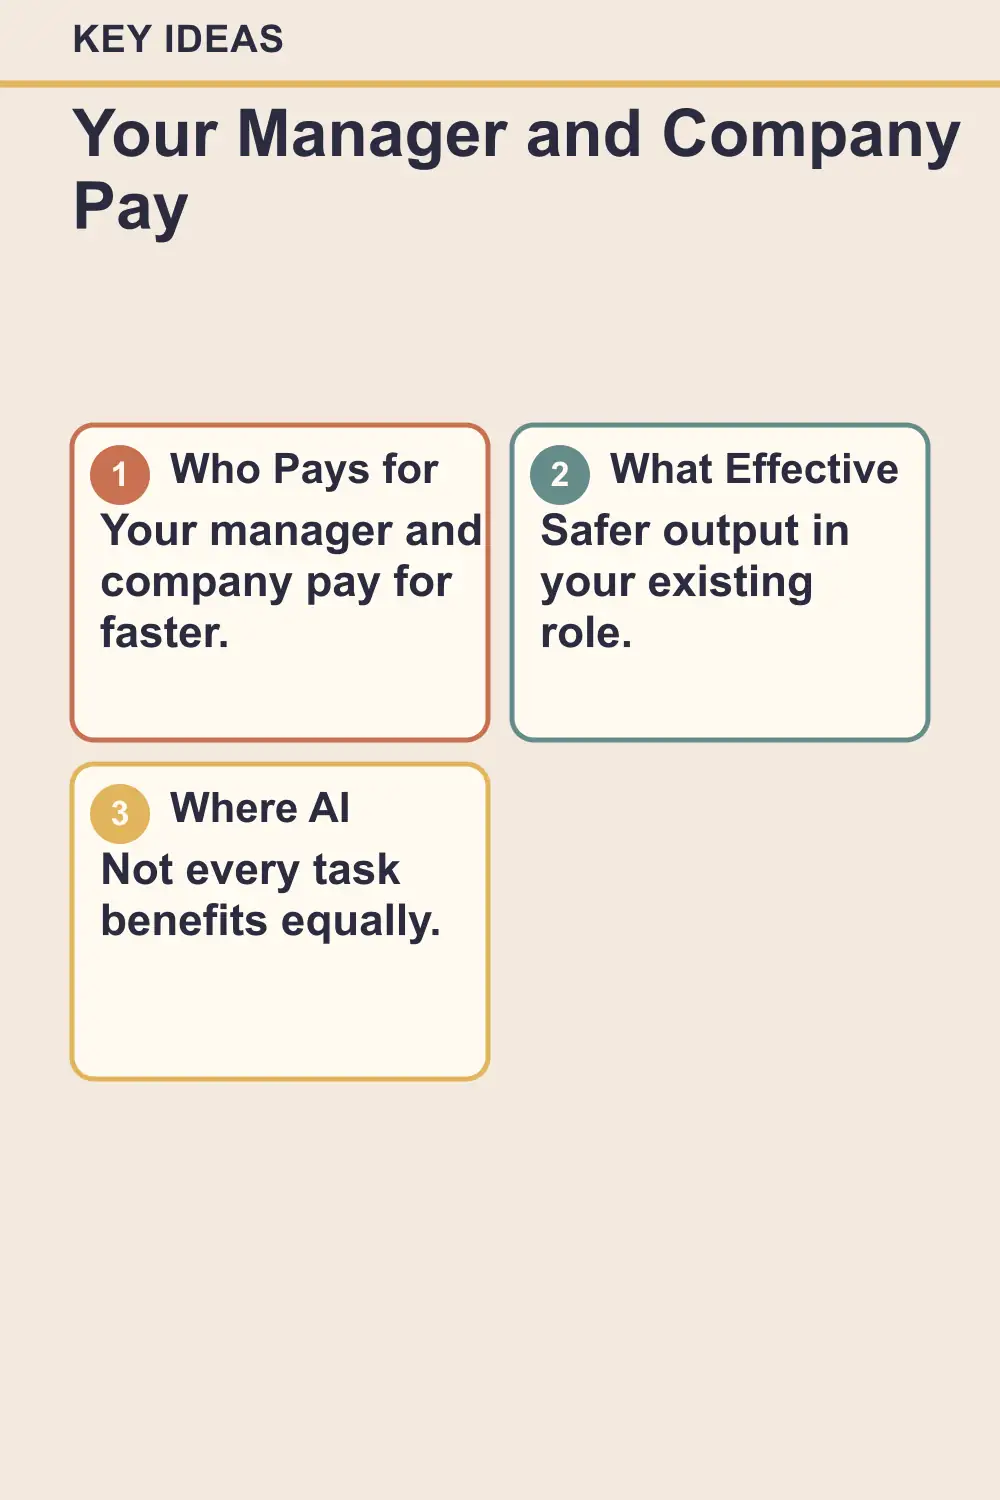 KEY IDEAS
Your Manager and Company
Pay
1 Who Pays for
Your manager and
company pay for
faster.
2 What Effective
Safer output in
your existing
role.
3 Where AI
Not every task
benefits equally.